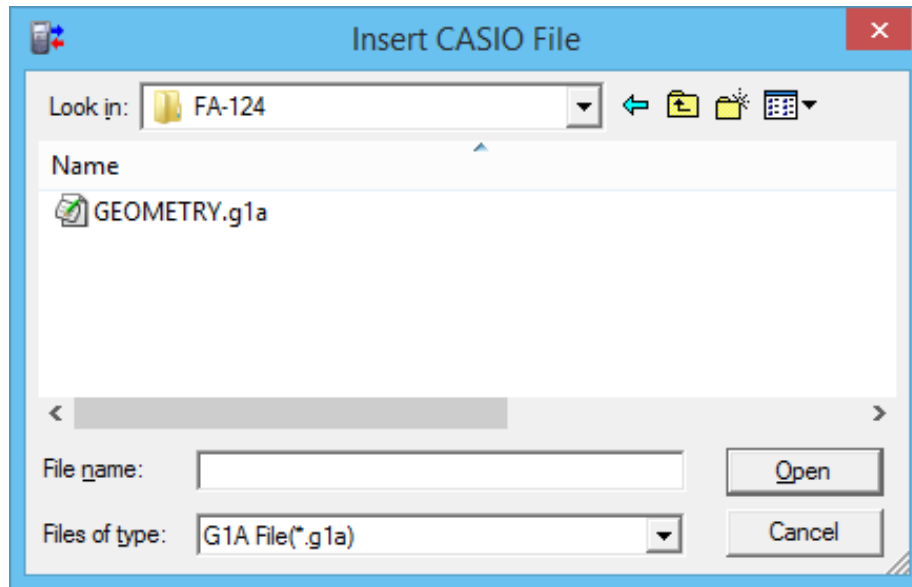 Insert CASIO File
Look in: FA-124
Name
GEOMETRY.g1a
File name: Open
Files of type: G1A File(*.g1a) Cancel